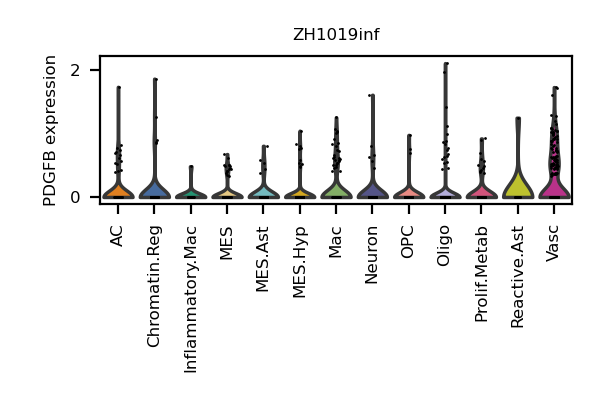 ZH1019inf
PDGFB expression
2
0
AC
Chromatin.Reg
Inflammatory.Mac
MES
MES.Ast
MES.Hyp
Mac
Neuron
OPC
Oligo
Prolif.Metab
Reactive.Ast
Vasc